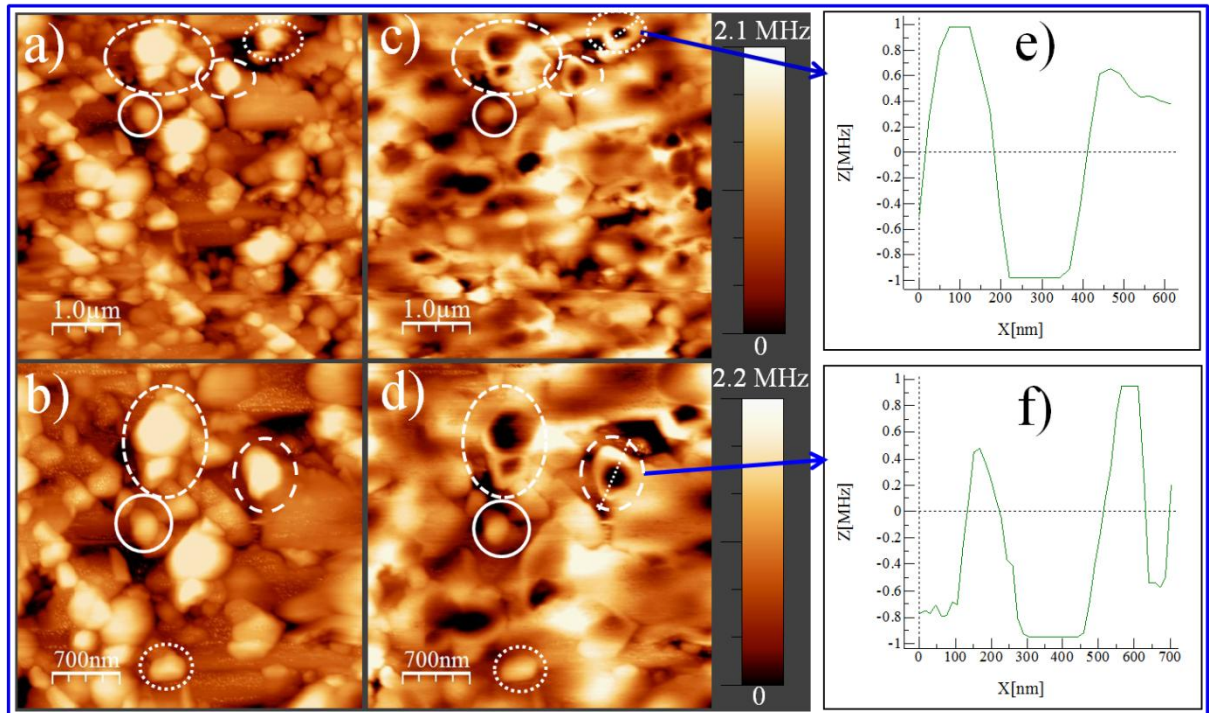 a)
1.0µm
c)
1.0µm
2.1 MHz
0
b)
700nm
d)
700nm
2.2 MHz
0
e)
Z[MHz]
1
0.8
0.6
0.4
0.2
0
-0.2
-0.4
-0.6
-0.8
-1
0 100 200 300 400 500 600
X[nm]
f)
Z[MHz]
1
0.8
0.6
0.4
0.2
0
-0.2
-0.4
-0.6
-0.8
-1
0 100 200 300 400 500 600 700
X[nm]